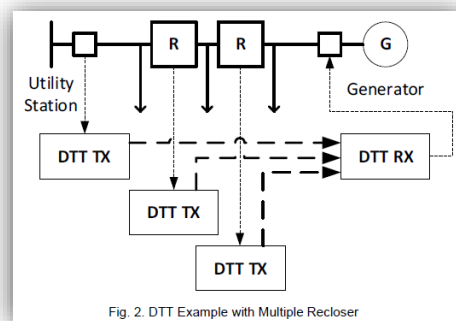 R
R
G
Utility
Station
Generator
DTT TX
DTT RX
DTT TX
DTT TX
Fig. 2. DTT Example with Multiple Recloser